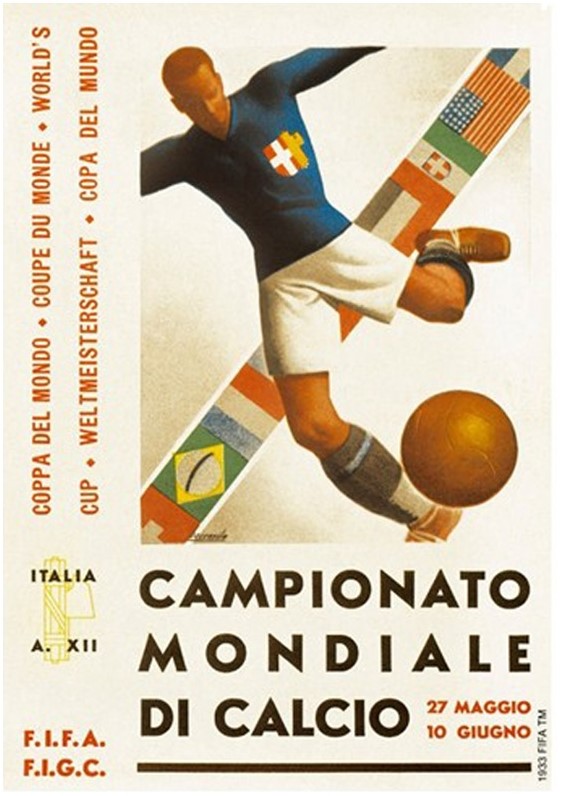 COPPA DEL MONDO ♦ COUPE DU MONDE ♦ WORLD'S
CUP ♦ WELTMEISTERSCHAFT ♦ COPA DEL MUNDO
ITALIA
A. XII
F.I.F.A.
F.I.G.C.
CAMPIONATO
MONDIALE
DI CALCIO
27 MAGGIO
10 GIUGNO
1933 FIFA TM